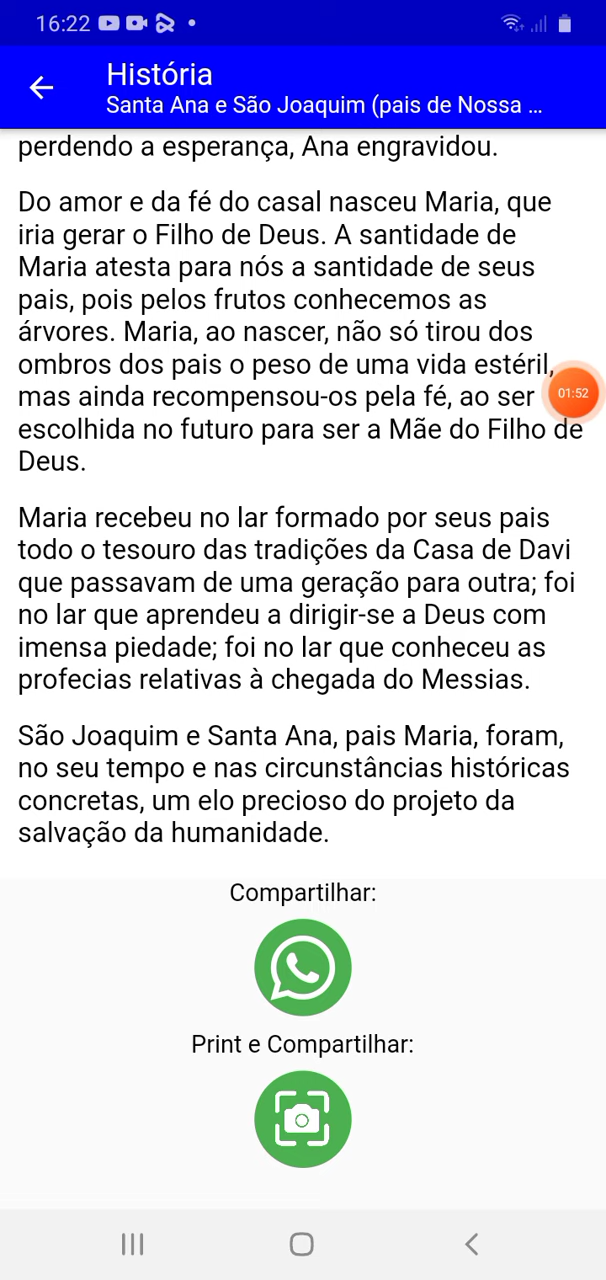 16:22
História
Santa Ana e São Joaquim (pais de Nossa ...
perdendo a esperança, Ana engravidou.
Do amor e da fé do casal nasceu Maria, que
iria gerar o Filho de Deus. A santidade de
Maria atesta para nós a santidade de seus
pais, pois pelos frutos conhecemos as
árvores. Maria, ao nascer, não só tirou dos
ombros dos pais o peso de uma vida estéril,
mas ainda recompensou-os pela fé, ao ser
01:52
escolhida no futuro para ser a Mãe do Filho de
Deus.
Maria recebeu no lar formado por seus pais
todo o tesouro das tradições da Casa de Davi
que passavam de uma geração para outra; foi
no lar que aprendeu a dirigir-se a Deus com
imensa piedade; foi no lar que conheceu as
profecias relativas à chegada do Messias.
São Joaquim e Santa Ana, pais Maria, foram,
no seu tempo e nas circunstâncias históricas
concretas, um elo precioso do projeto da
salvação da humanidade.
Compartilhar:
Print e Compartilhar: